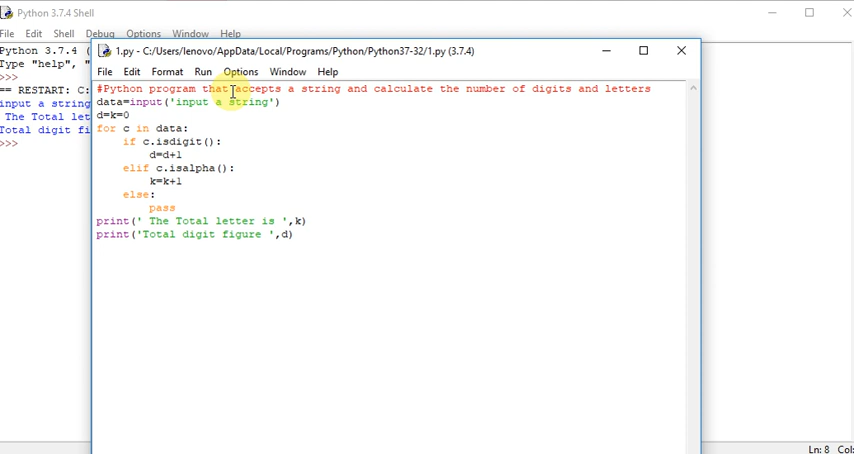 Python 3.7.4 Shell
File Edit Shell Debug Options Window Help
Python 3.7.4 (
Type "help", "
>>>
== RESTART: C:
input a string
The Total let
Total digit fi
>>>
1.py - C:/Users/lenovo/AppData/Local/Programs/Python/Python37-32/1.py (3.7.4)
File Edit Format Run Options Window Help
#Python program that accepts a string and calculate the number of digits and letters
data=input('input a string')
d=k=0
for c in data:
if c.isdigit():
d=d+1
elif c.isalpha():
k=k+1
else:
pass
print(' The Total letter is ',k)
print('Total digit figure ',d)
Ln: 8 Col: